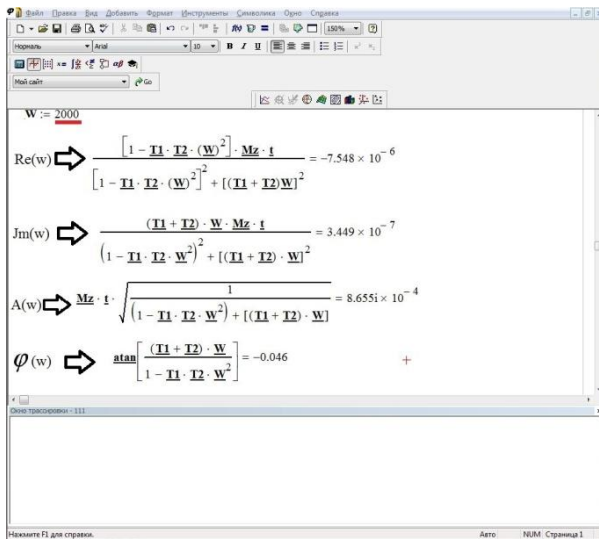 Файл Правка Вид Добавить Формат Инструменты Символика Окно Справка
150%
Нормаль Arial 10 B I U
Мой сайт Go
W := 2000
Re(w) [1 − T1 · T2 · (W)^2] · Mz · t / [1 − T1 · T2 · (W)^2]^2 + [(T1 + T2)W]^2 = −7.548 × 10^−6
Jm(w) (T1 + T2) · W · Mz · t / (1 − T1 · T2 · W^2)^2 + [(T1 + T2) · W]^2 = 3.449 × 10^−7
A(w) Mz · t · √ 1 / (1 − T1 · T2 · W^2) + [(T1 + T2) · W] = 8.655i × 10^−4
φ(w) atan[(T1 + T2) · W / 1 − T1 · T2 · W^2] = −0.046
Окно трассировки - 111
Нажмите F1 для справки. Авто NUM Страница 1